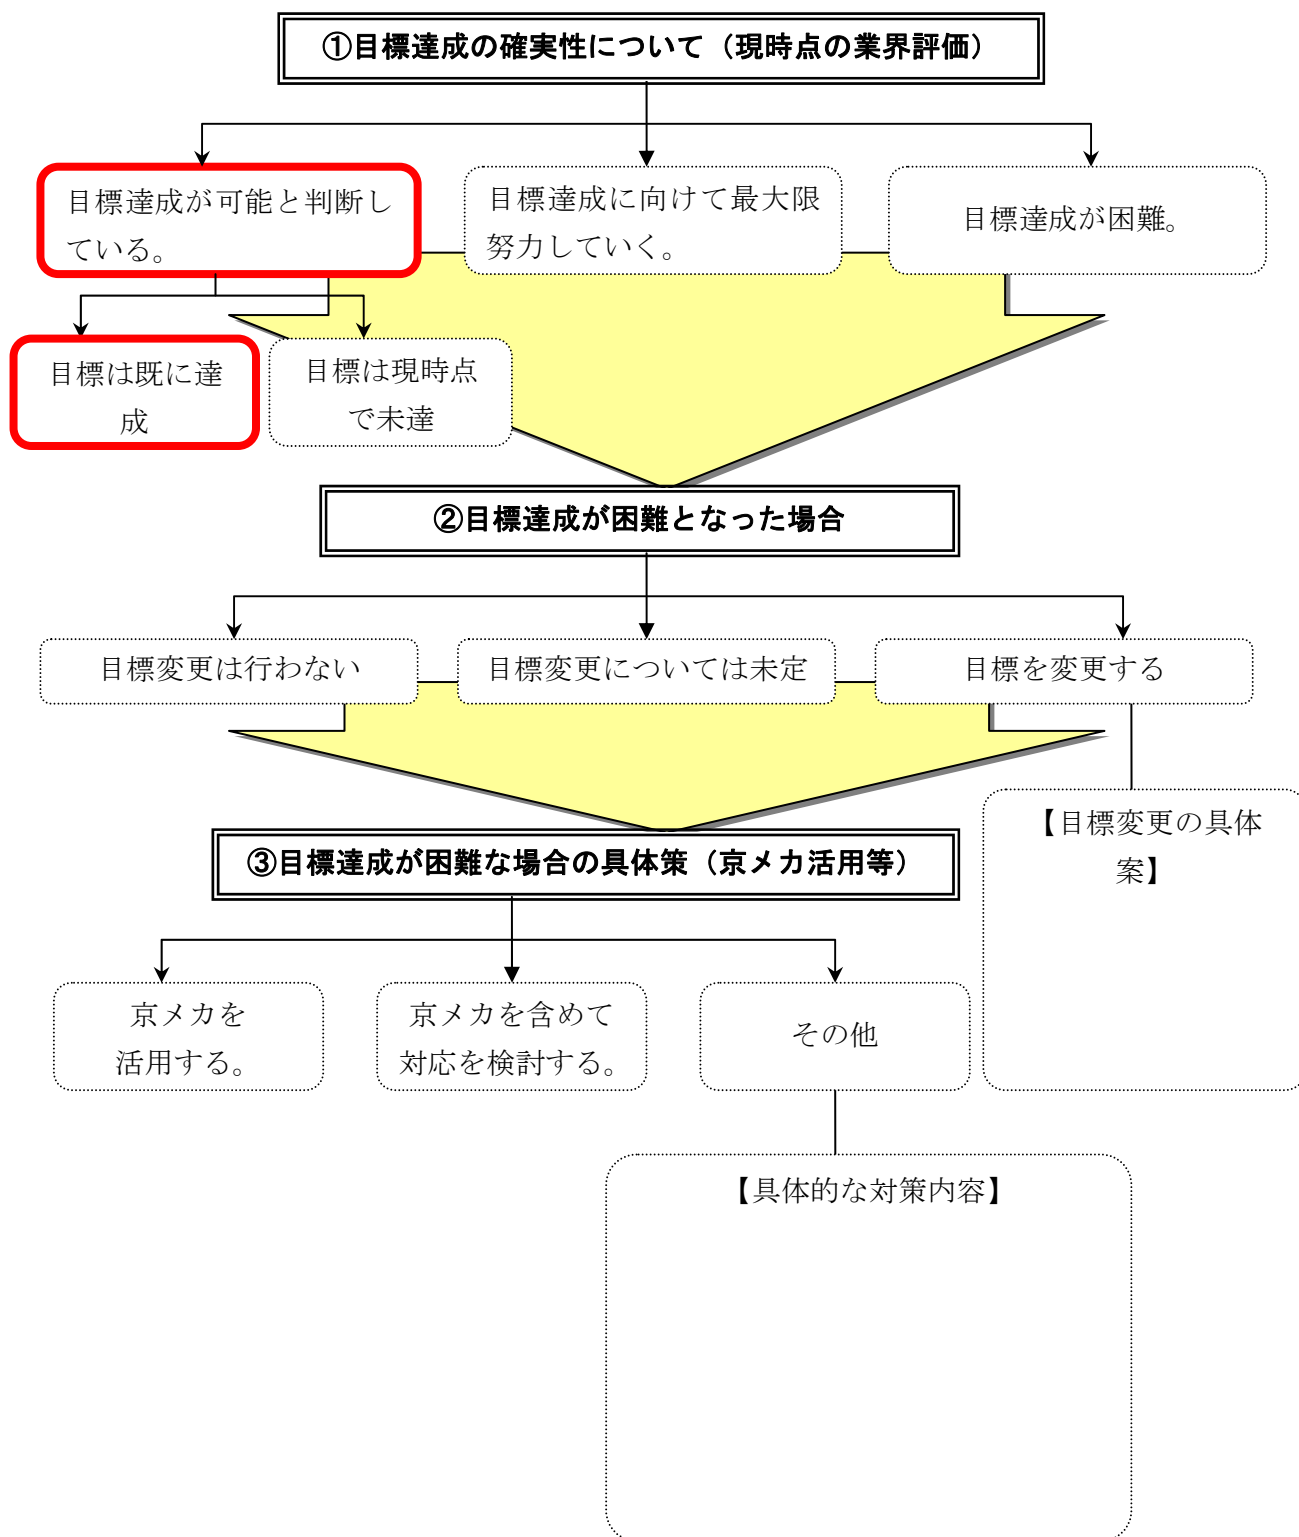 ①目標達成の確実性について（現時点の業界評価）
目標達成が可能と判断し
ている。
目標達成に向けて最大限
努力していく。
目標達成が困難。
目標は既に達
成
目標は現時点
で未達
②目標達成が困難となった場合
目標変更は行わない
目標変更については未定
目標を変更する
【目標変更の具体
案】
③目標達成が困難な場合の具体策（京メカ活用等）
京メカを
活用する。
京メカを含めて
対応を検討する。
その他
【具体的な対策内容】